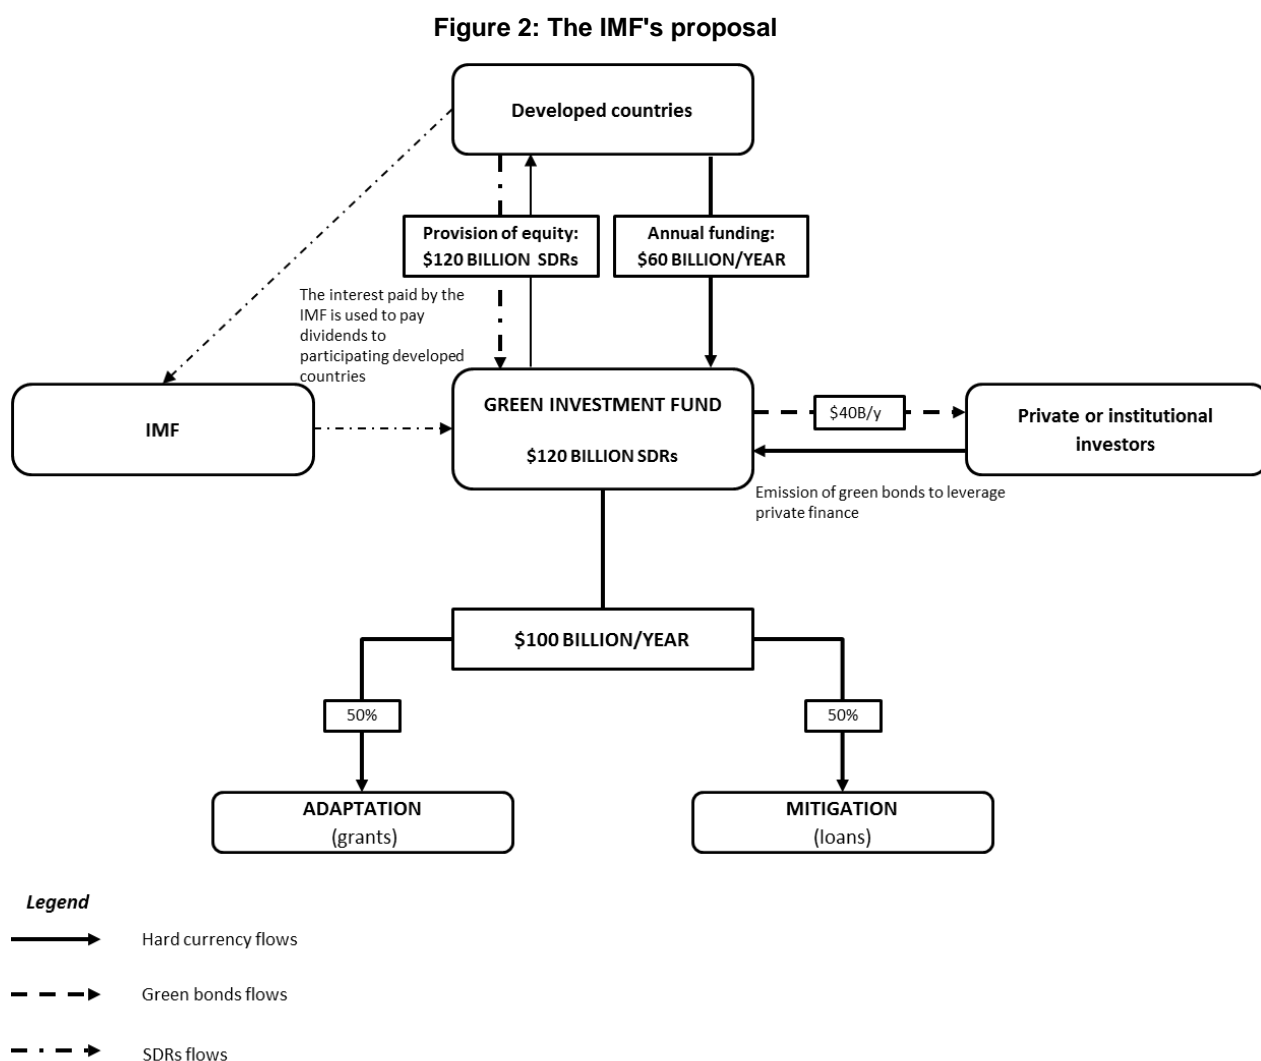 Figure 2: The IMF's proposal
Developed countries
Provision of equity:
$120 BILLION SDRs
Annual funding:
$60 BILLION/YEAR
The interest paid by the
IMF is used to pay
dividends to
participating developed
countries
IMF
GREEN INVESTMENT FUND
$120 BILLION SDRs
$40B/y
Private or institutional
investors
Emission of green bonds to leverage
private finance
$100 BILLION/YEAR
50%
50%
ADAPTATION
(grants)
MITIGATION
(loans)
Legend
Hard currency flows
Green bonds flows
SDRs flows